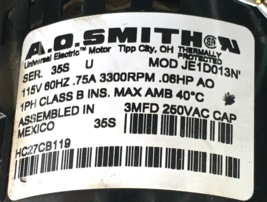 A.O.SMITH
Universal Electric™ Motor Tipp City, OH THERMALLY PROTECTED
SER. 35S U MOD JE1D013N
115V 60HZ .75A 3300RPM .06HP AO
1PH CLASS B INS. MAX AMB 40°C
ASSEMBLED IN 3MFD 250VAC CAP
MEXICO 35S
HC27CB119